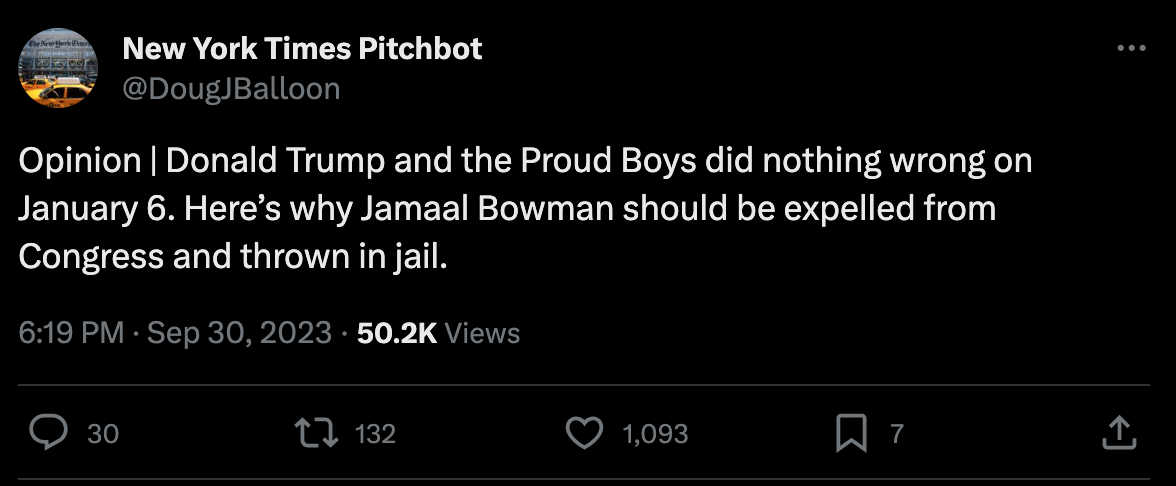 New York Times Pitchbot
@DougJBalloon
Opinion | Donald Trump and the Proud Boys did nothing wrong on
January 6. Here’s why Jamaal Bowman should be expelled from
Congress and thrown in jail.
6:19 PM · Sep 30, 2023 · 50.2K Views
30 132 1,093 7